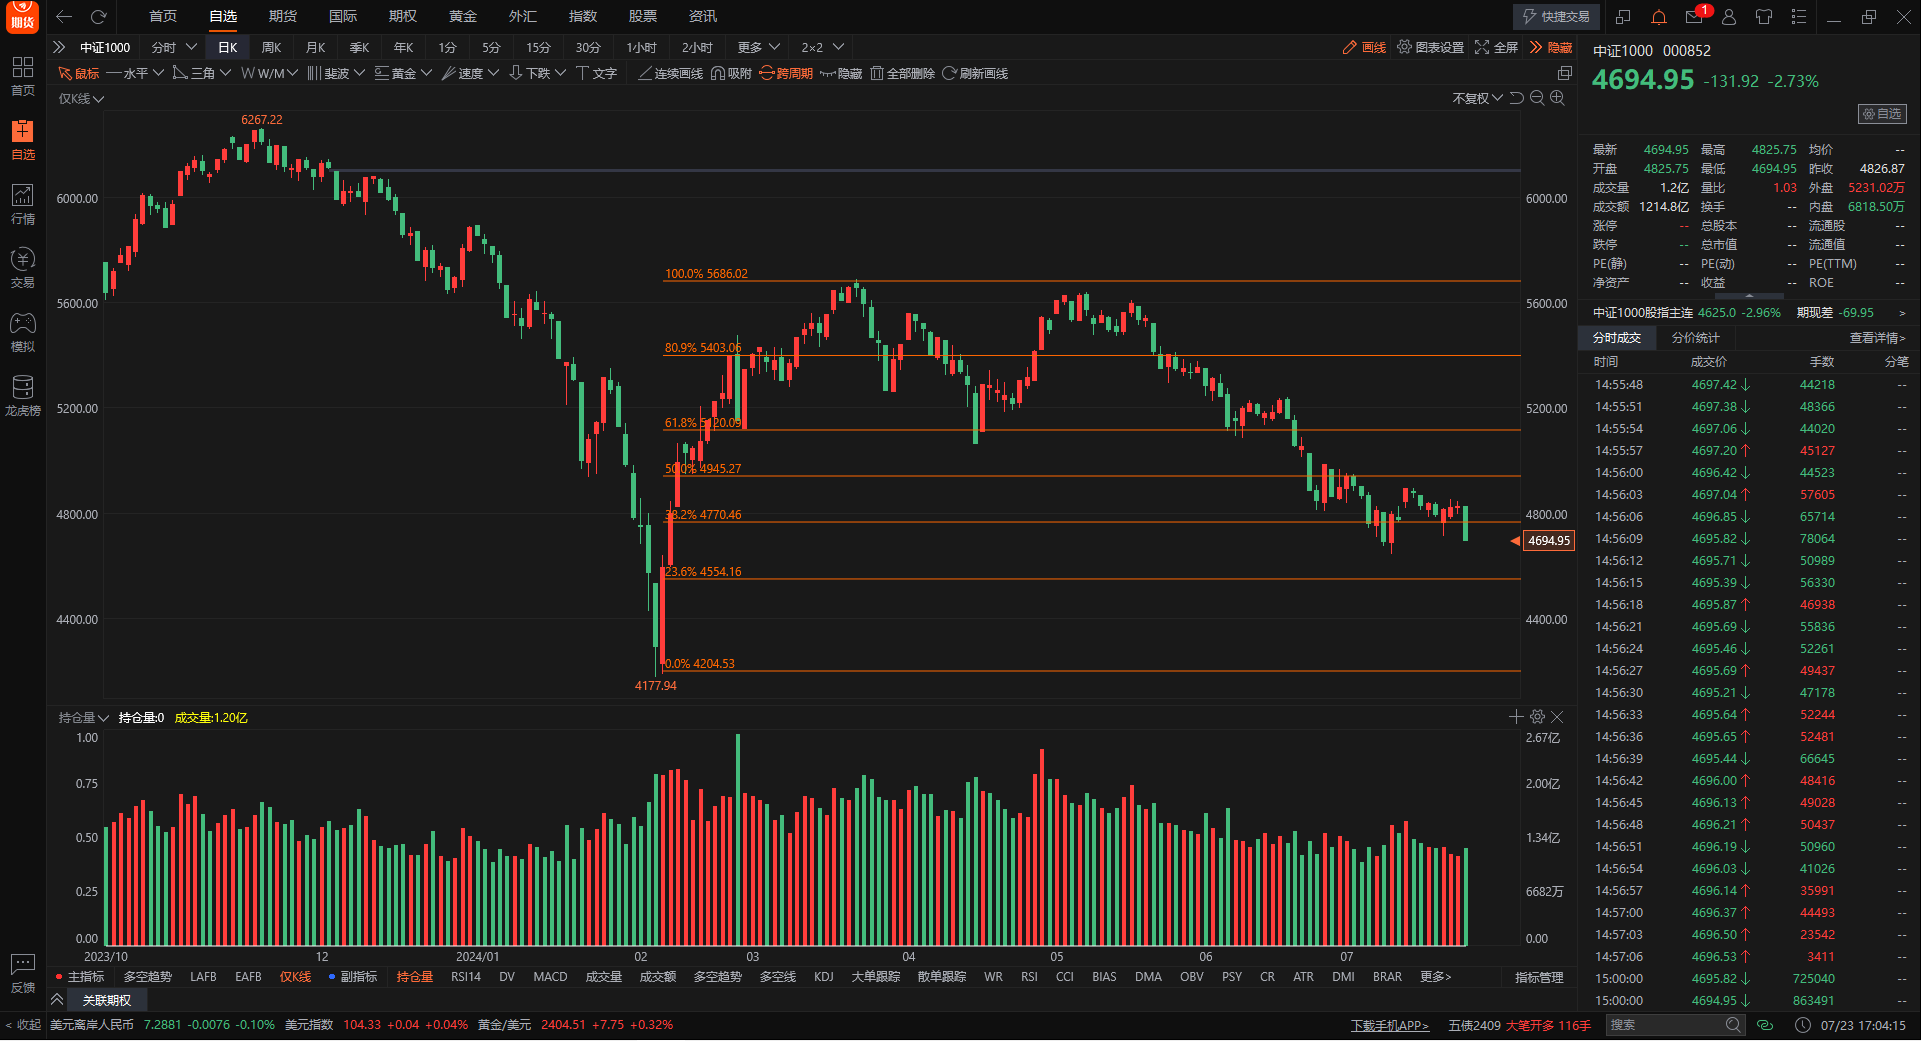 期货 首页 自选 期货 国际 期权 黄金 外汇 指数 股票 资讯 快捷交易 1
中证1000 分时 日K 周K 月K 季K 年K 1分 5分 15分 30分 1小时 2小时 更多 2×2 画线 图表设置 全屏 隐藏
鼠标 水平 三角 W W/M 斐波 黄金 速度 下跌 文字 连续画线 吸附 跨周期 隐藏 全部删除 刷新画线
仅K线 不复权
首页
自选
行情
交易
模拟
龙虎榜
反馈
< 收起
6267.22
6000.00 6000.00
5600.00 5600.00
5200.00 5200.00
4800.00 4800.00
4400.00 4400.00
100.0% 5686.02
80.9% 5403.06
61.8% 5120.09
50.0% 4945.27
38.2% 4770.46
23.6% 4554.16
0.0% 4204.53
4177.94
4694.95
持仓量 持仓量:0 成交量:1.20亿
1.00 2.67亿
0.75 2.00亿
0.50 1.34亿
0.25 6682万
0.00 0.00
2023/10 12 2024/01 02 03 04 05 06 07
主指标 多空趋势 LAFB EAFB 仅K线 副指标 持仓量 RSI14 DV MACD 成交量 成交额 多空趋势 多空线 KDJ 大单跟踪 散单跟踪 WR RSI CCI BIAS DMA OBV PSY CR ATR DMI BRAR 更多> 指标管理
关联期权
中证1000 000852
4694.95 -131.92 -2.73%
自选
最新 4694.95 最高 4825.75 均价 --
开盘 4825.75 最低 4694.95 昨收 4826.87
成交量 1.2亿 量比 1.03 外盘 5231.02万
成交额 1214.8亿 换手 -- 内盘 6818.50万
涨停 -- 总股本 -- 流通股 --
跌停 -- 总市值 -- 流通值 --
PE(静) -- PE(动) -- PE(TTM) --
净资产 -- 收益 -- ROE --
中证1000股指主连 4625.0 -2.96% 期现差 -69.95 >
分时成交 分价统计 查看详情>
时间 成交价 手数 分笔
14:55:48 4697.42↓ 44218 --
14:55:51 4697.38↓ 48366 --
14:55:54 4697.06↓ 44020 --
14:55:57 4697.20↑ 45127 --
14:56:00 4696.42↓ 44523 --
14:56:03 4697.04↑ 57605 --
14:56:06 4696.85↓ 65714 --
14:56:09 4695.82↓ 78064 --
14:56:12 4695.71↓ 50989 --
14:56:15 4695.39↓ 56330 --
14:56:18 4695.87↑ 46938 --
14:56:21 4695.69↓ 55836 --
14:56:24 4695.46↓ 52261 --
14:56:27 4695.69↑ 49437 --
14:56:30 4695.21↓ 47178 --
14:56:33 4695.64↑ 52244 --
14:56:36 4695.65↑ 52481 --
14:56:39 4695.44↓ 66645 --
14:56:42 4696.00↑ 48416 --
14:56:45 4696.13↑ 49028 --
14:56:48 4696.21↑ 50437 --
14:56:51 4696.19↓ 50960 --
14:56:54 4696.03↓ 41026 --
14:56:57 4696.14↑ 35991 --
14:57:00 4696.37↑ 44493 --
14:57:03 4696.50↑ 23542 --
14:57:06 4696.53↑ 3411 --
15:00:00 4695.82↓ 725040 --
15:00:00 4694.95↓ 863491 --
美元离岸人民币 7.2881 -0.0076 -0.10% 美元指数 104.33 +0.04 +0.04% 黄金/美元 2404.51 +7.75 +0.32% 下载手机APP> 五债2409 大笔开多 116手 搜索 07/23 17:04:15